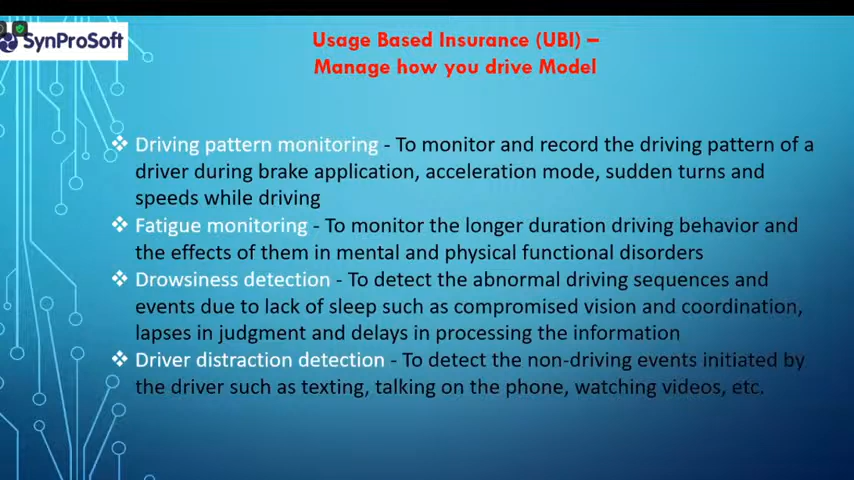 SynProSoft
Usage Based Insurance (UBI) –
Manage how you drive Model
❖ Driving pattern monitoring - To monitor and record the driving pattern of a
driver during brake application, acceleration mode, sudden turns and
speeds while driving
❖ Fatigue monitoring - To monitor the longer duration driving behavior and
the effects of them in mental and physical functional disorders
❖ Drowsiness detection - To detect the abnormal driving sequences and
events due to lack of sleep such as compromised vision and coordination,
lapses in judgment and delays in processing the information
❖ Driver distraction detection - To detect the non-driving events initiated by
the driver such as texting, talking on the phone, watching videos, etc.